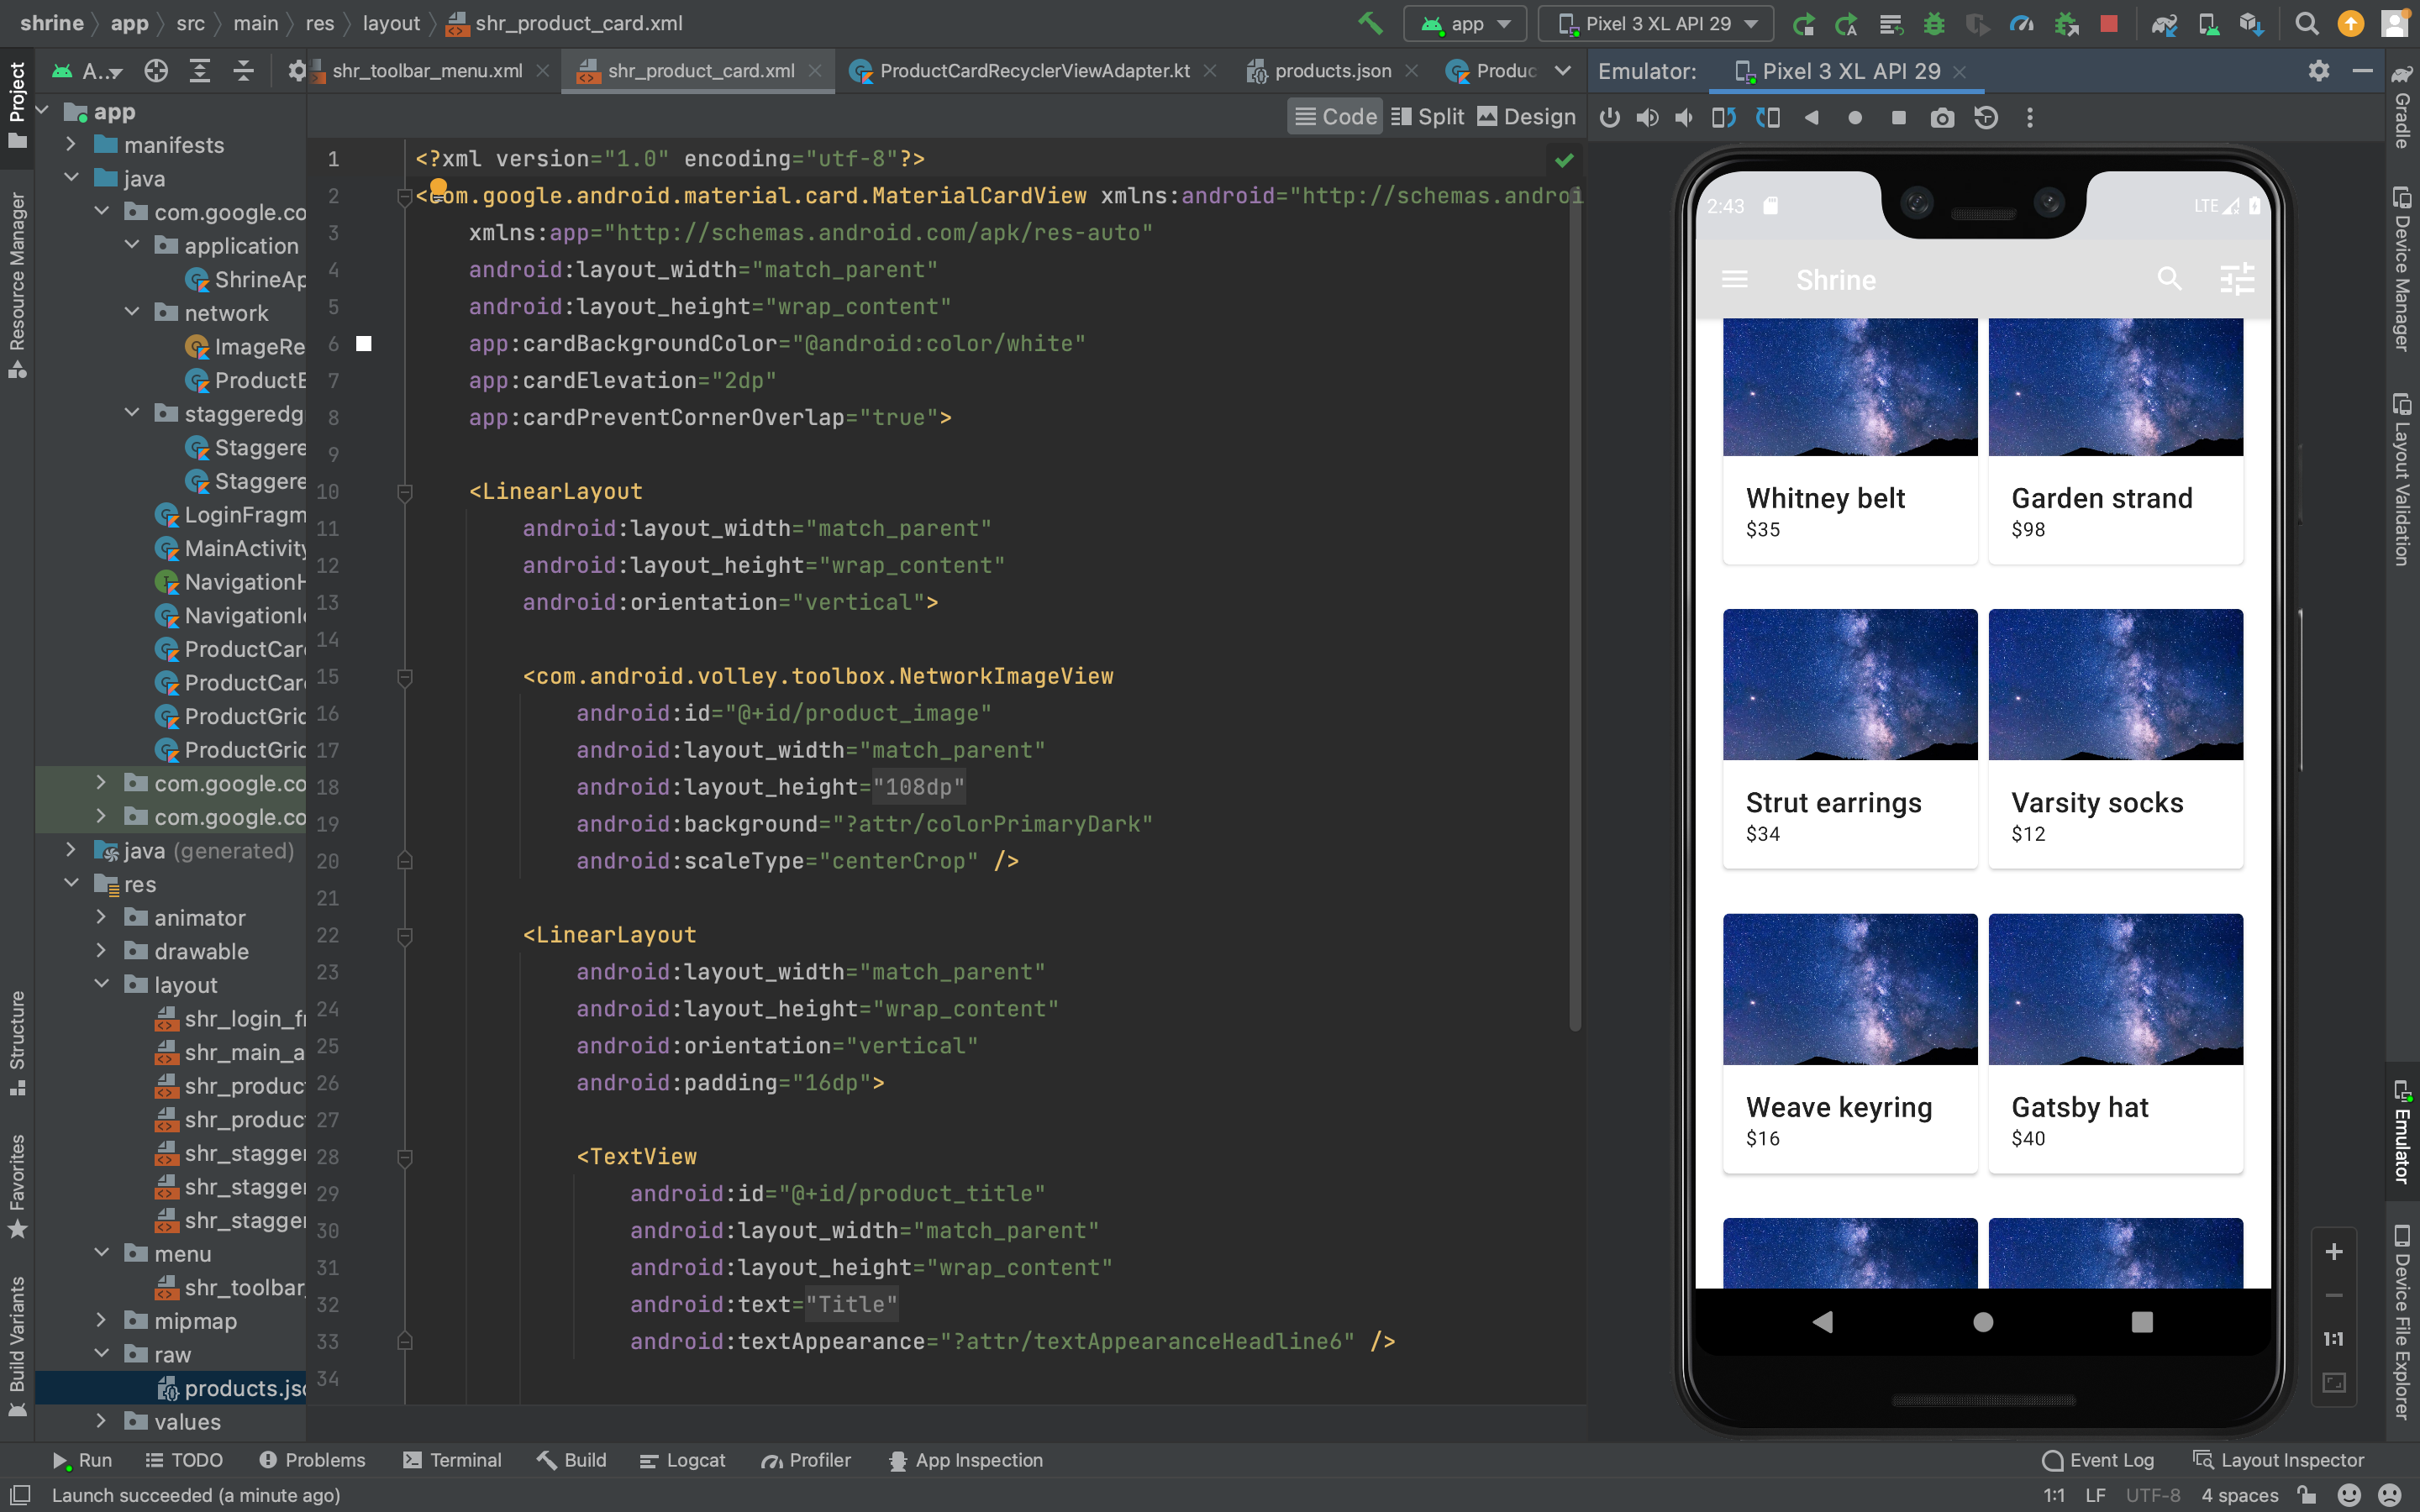 shrine app src main res layout shr_product_card.xml
app Pixel 3 XL API 29
A..
shr_toolbar_menu.xml shr_product_card.xml ProductCardRecyclerViewAdapter.kt products.json Produc
Emulator: Pixel 3 XL API 29
Code Split Design
Project
Resource Manager
Structure
Favorites
Build Variants
app
manifests
java
com.google.co
application
ShrineAp
network
ImageRe
ProductE
staggeredg
Staggere
Staggere
LoginFragm
MainActivity
NavigationH
NavigationIc
ProductCar
ProductCar
ProductGrid
ProductGrid
com.google.co
com.google.co
java (generated)
res
animator
drawable
layout
shr_login_fr
shr_main_a
shr_product
shr_product
shr_stagger
shr_stagger
shr_stagger
menu
shr_toolbar_
mipmap
raw
products.jso
values
1 <?xml version="1.0" encoding="utf-8"?>
2 <com.google.android.material.card.MaterialCardView xmlns:android="http://schemas.androi
3 xmlns:app="http://schemas.android.com/apk/res-auto"
4 android:layout_width="match_parent"
5 android:layout_height="wrap_content"
6 app:cardBackgroundColor="@android:color/white"
7 app:cardElevation="2dp"
8 app:cardPreventCornerOverlap="true">
9
10 <LinearLayout
11 android:layout_width="match_parent"
12 android:layout_height="wrap_content"
13 android:orientation="vertical">
14
15 <com.android.volley.toolbox.NetworkImageView
16 android:id="@+id/product_image"
17 android:layout_width="match_parent"
18 android:layout_height="108dp"
19 android:background="?attr/colorPrimaryDark"
20 android:scaleType="centerCrop" />
21
22 <LinearLayout
23 android:layout_width="match_parent"
24 android:layout_height="wrap_content"
25 android:orientation="vertical"
26 android:padding="16dp">
27
28 <TextView
29 android:id="@+id/product_title"
30 android:layout_width="match_parent"
31 android:layout_height="wrap_content"
32 android:text="Title"
33 android:textAppearance="?attr/textAppearanceHeadline6" />
34
2:43 LTE
Shrine
Whitney belt Garden strand
$35 $98
Strut earrings Varsity socks
$34 $12
Weave keyring Gatsby hat
$16 $40
1:1
Gradle
Device Manager
Layout Validation
Emulator
Device File Explorer
Run TODO Problems Terminal Build Logcat Profiler App Inspection Event Log Layout Inspector
Launch succeeded (a minute ago) 1:1 LF UTF-8 4 spaces